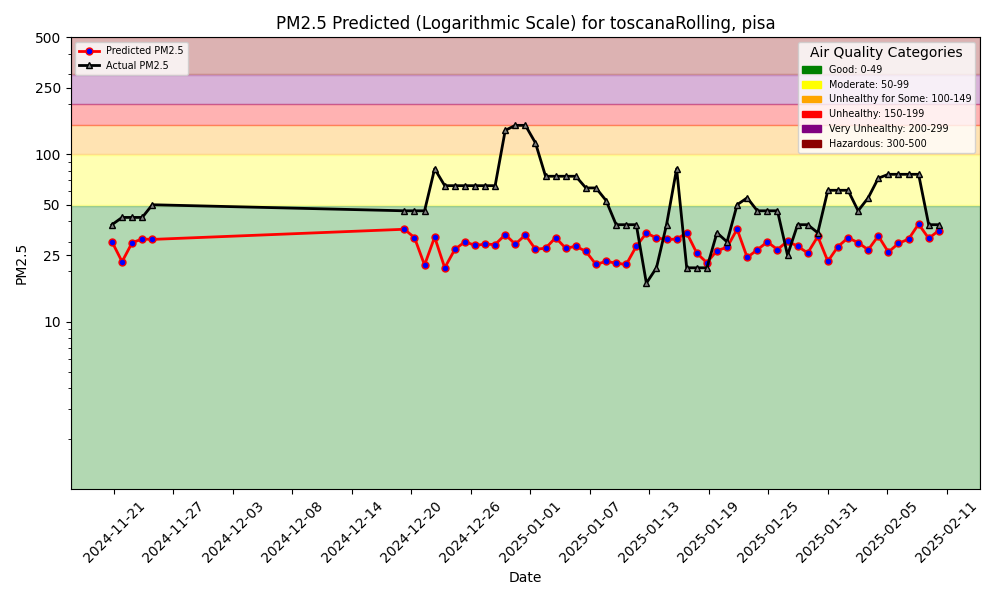 PM2.5 Predicted (Logarithmic Scale) for toscanaRolling, pisa
Predicted PM2.5
Actual PM2.5
Air Quality Categories
Good: 0-49
Moderate: 50-99
Unhealthy for Some: 100-149
Unhealthy: 150-199
Very Unhealthy: 200-299
Hazardous: 300-500
500
250
100
50
25
10
PM2.5
2024-11-21
2024-11-27
2024-12-03
2024-12-08
2024-12-14
2024-12-20
2024-12-26
2025-01-01
2025-01-07
2025-01-13
2025-01-19
2025-01-25
2025-01-31
2025-02-05
2025-02-11
Date